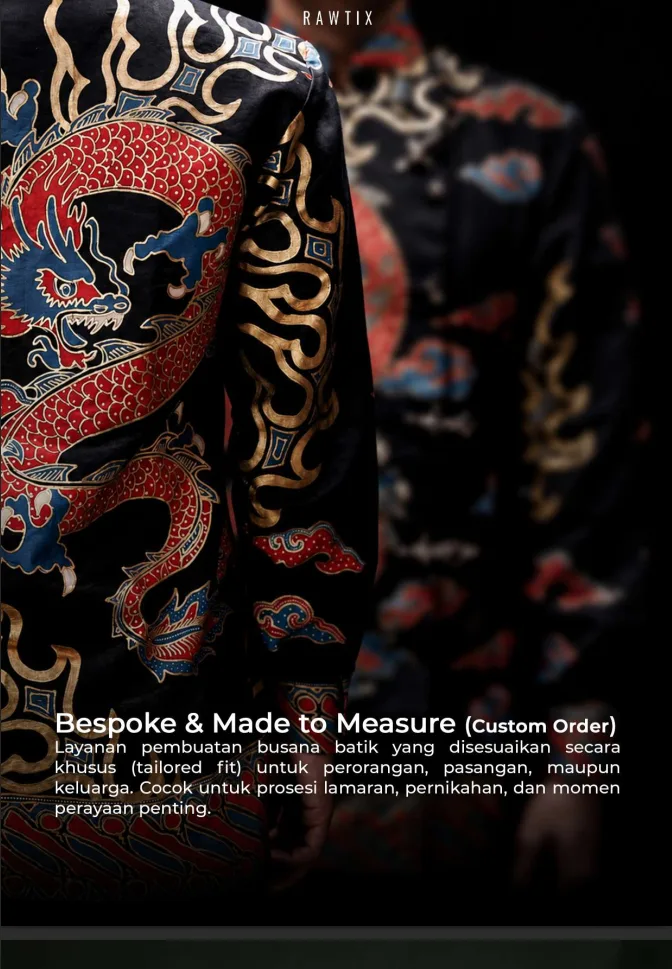 RAWTIX
Bespoke & Made to Measure (Custom Order)
Layanan pembuatan busana batik yang disesuaikan secara
khusus (tailored fit) untuk perorangan, pasangan, maupun
keluarga. Cocok untuk prosesi lamaran, pernikahan, dan momen
perayaan penting.